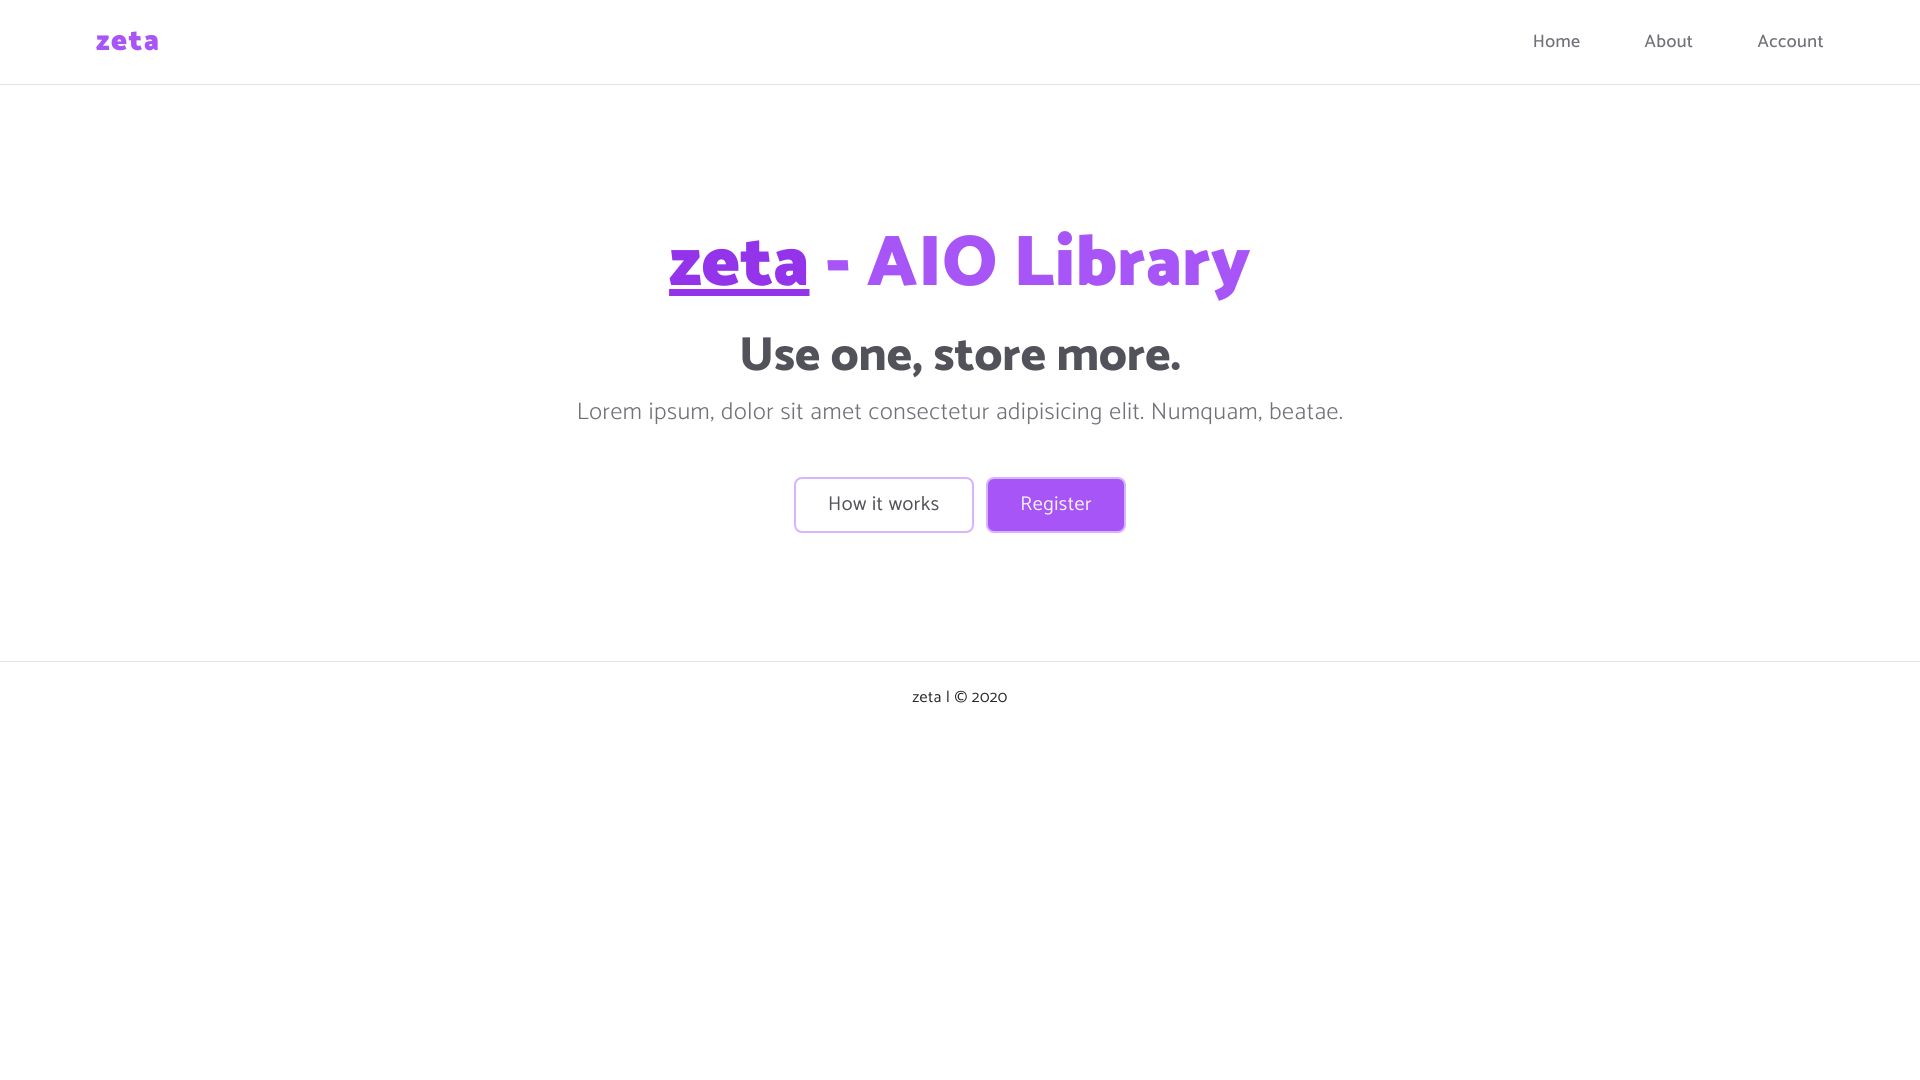 zeta
Home
About
Account
zeta - AIO Library
Use one, store more.
Lorem ipsum, dolor sit amet consectetur adipisicing elit. Numquam, beatae.
How it works
Register
zeta | © 2020